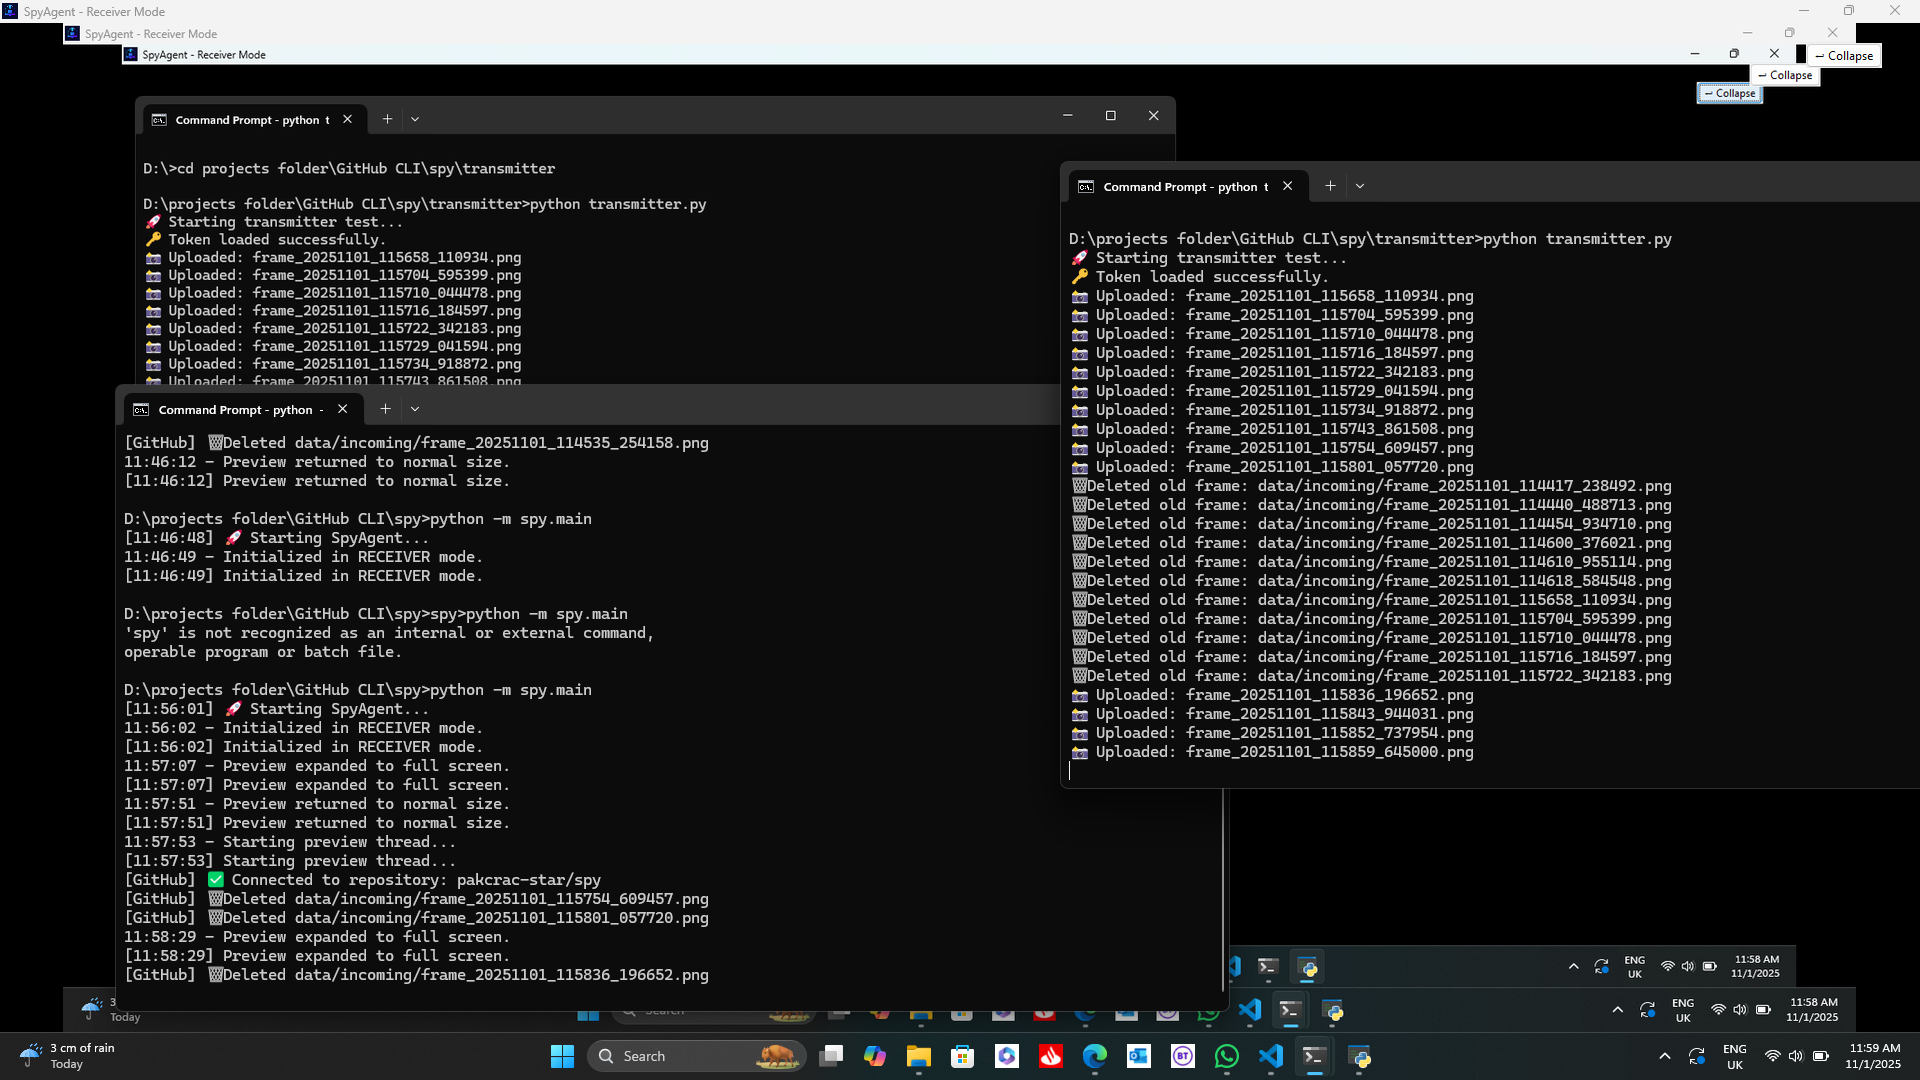 SpyAgent - Receiver Mode
SpyAgent - Receiver Mode
SpyAgent - Receiver Mode
Collapse
Collapse
Collapse
Command Prompt - python t
D:\>cd projects folder\GitHub CLI\spy\transmitter
D:\projects folder\GitHub CLI\spy\transmitter>python transmitter.py
🚀 Starting transmitter test...
🔑 Token loaded successfully.
📸 Uploaded: frame_20251101_115658_110934.png
📸 Uploaded: frame_20251101_115704_595399.png
📸 Uploaded: frame_20251101_115710_044478.png
📸 Uploaded: frame_20251101_115716_184597.png
📸 Uploaded: frame_20251101_115722_342183.png
📸 Uploaded: frame_20251101_115729_041594.png
📸 Uploaded: frame_20251101_115734_918872.png
📸 Uploaded: frame_20251101_115743_861508.png
Command Prompt - python -
[GitHub] 🗑Deleted data/incoming/frame_20251101_114535_254158.png
11:46:12 - Preview returned to normal size.
[11:46:12] Preview returned to normal size.
D:\projects folder\GitHub CLI\spy>python -m spy.main
[11:46:48] 🚀 Starting SpyAgent...
11:46:49 - Initialized in RECEIVER mode.
[11:46:49] Initialized in RECEIVER mode.
D:\projects folder\GitHub CLI\spy>spy>python -m spy.main
'spy' is not recognized as an internal or external command,
operable program or batch file.
D:\projects folder\GitHub CLI\spy>python -m spy.main
[11:56:01] 🚀 Starting SpyAgent...
11:56:02 - Initialized in RECEIVER mode.
[11:56:02] Initialized in RECEIVER mode.
11:57:07 - Preview expanded to full screen.
[11:57:07] Preview expanded to full screen.
11:57:51 - Preview returned to normal size.
[11:57:51] Preview returned to normal size.
11:57:53 - Starting preview thread...
[11:57:53] Starting preview thread...
[GitHub] ✅ Connected to repository: pakcrac-star/spy
[GitHub] 🗑Deleted data/incoming/frame_20251101_115754_609457.png
[GitHub] 🗑Deleted data/incoming/frame_20251101_115801_057720.png
11:58:29 - Preview expanded to full screen.
[11:58:29] Preview expanded to full screen.
[GitHub] 🗑Deleted data/incoming/frame_20251101_115836_196652.png
Command Prompt - python t
D:\projects folder\GitHub CLI\spy\transmitter>python transmitter.py
🚀 Starting transmitter test...
🔑 Token loaded successfully.
📸 Uploaded: frame_20251101_115658_110934.png
📸 Uploaded: frame_20251101_115704_595399.png
📸 Uploaded: frame_20251101_115710_044478.png
📸 Uploaded: frame_20251101_115716_184597.png
📸 Uploaded: frame_20251101_115722_342183.png
📸 Uploaded: frame_20251101_115729_041594.png
📸 Uploaded: frame_20251101_115734_918872.png
📸 Uploaded: frame_20251101_115743_861508.png
📸 Uploaded: frame_20251101_115754_609457.png
📸 Uploaded: frame_20251101_115801_057720.png
🗑Deleted old frame: data/incoming/frame_20251101_114417_238492.png
🗑Deleted old frame: data/incoming/frame_20251101_114440_488713.png
🗑Deleted old frame: data/incoming/frame_20251101_114454_934710.png
🗑Deleted old frame: data/incoming/frame_20251101_114600_376021.png
🗑Deleted old frame: data/incoming/frame_20251101_114610_955114.png
🗑Deleted old frame: data/incoming/frame_20251101_114618_584548.png
🗑Deleted old frame: data/incoming/frame_20251101_115658_110934.png
🗑Deleted old frame: data/incoming/frame_20251101_115704_595399.png
🗑Deleted old frame: data/incoming/frame_20251101_115710_044478.png
🗑Deleted old frame: data/incoming/frame_20251101_115716_184597.png
🗑Deleted old frame: data/incoming/frame_20251101_115722_342183.png
📸 Uploaded: frame_20251101_115836_196652.png
📸 Uploaded: frame_20251101_115843_944031.png
📸 Uploaded: frame_20251101_115852_737954.png
📸 Uploaded: frame_20251101_115859_645000.png
ENG
UK
11:58 AM
11/1/2025
3
Today
Search
ENG
UK
11:58 AM
11/1/2025
3 cm of rain
Today
Search
BT
ENG
UK
11:59 AM
11/1/2025